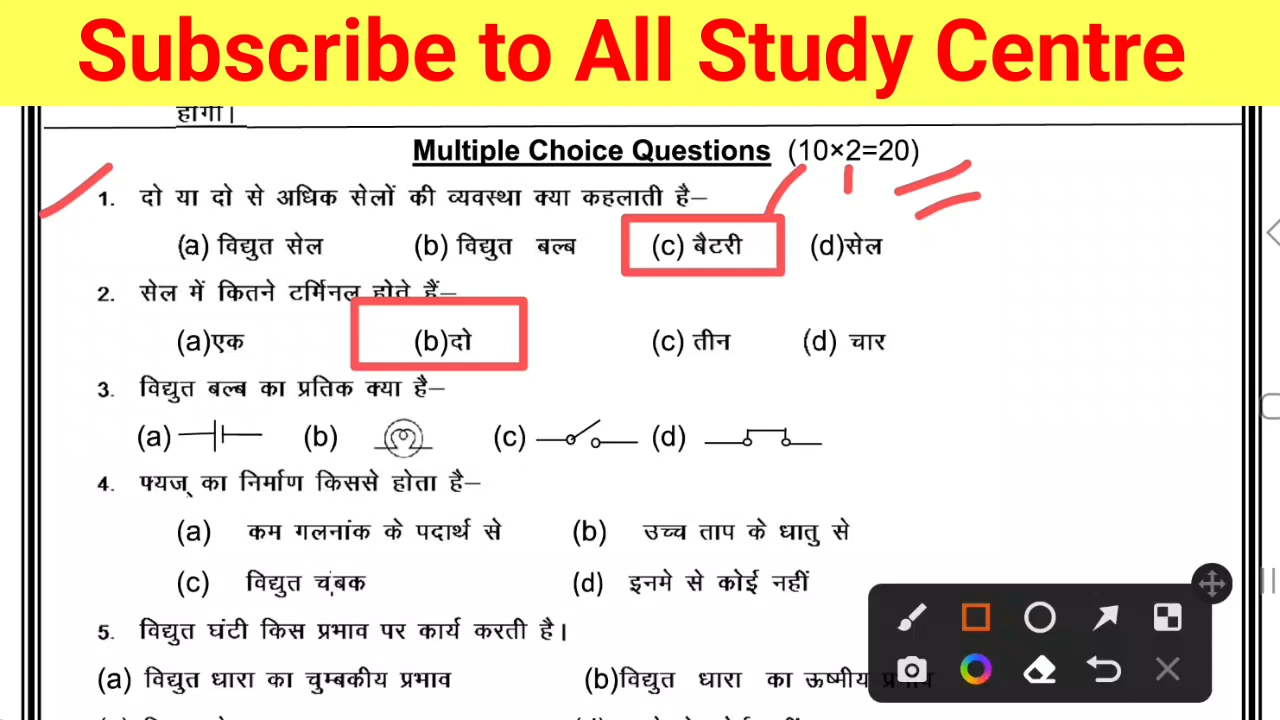 Subscribe to All Study Centre
होगी।
Multiple Choice Questions (10×2=20)
1. दो या दो से अधिक सेलों की व्यवस्था क्या कहलाती है–
(a) विद्युत सेल (b) विद्युत बल्ब (c) बैटरी (d)सेल
2. सेल में कितने टर्मिनल होते हैं–
(a)एक (b)दो (c) तीन (d) चार
3. विद्युत बल्ब का प्रतिक क्या है–
(a) (b) (c) (d)
4. फ्यज् का निर्माण किससे होता है–
(a) कम गलनांक के पदार्थ से (b) उच्च ताप के धातु से
(c) विद्युत चुंबक (d) इनमे से कोई नहीं
5. विद्युत घंटी किस प्रभाव पर कार्य करती है।
(a) विद्युत धारा का चुम्बकीय प्रभाव (b)विद्युत धारा का ऊष्मीय प्रभाव